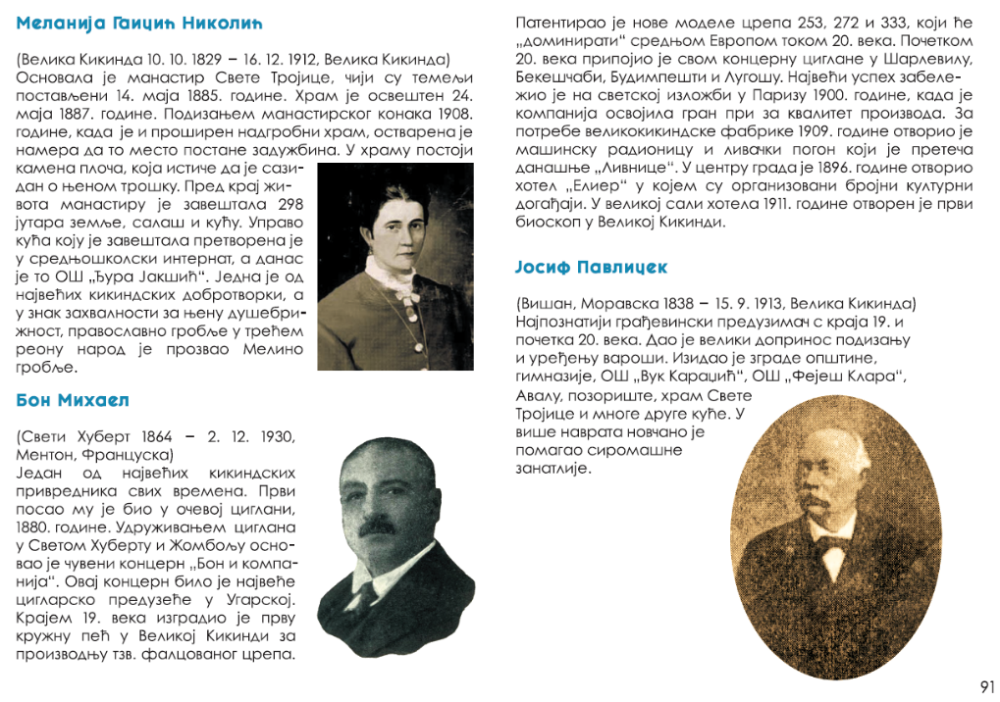 Меланија Гаицић Николић
(Велика Кикинда 10. 10. 1829 – 16. 12. 1912, Велика Кикинда)
Основала је манастир Свете Тројице, чији су темељи
постављени 14. маја 1885. године. Храм је освештен 24.
маја 1887. године. Подизањем манастирског конака 1908.
године, када је и проширен надгробни храм, остварена је
намера да то место постане задужбина. У храму постоји
камена плоча, која истиче да је сази-
дан о њеном трошку. Пред крај жи-
вота манастиру је завештала 298
јутара земље, салаш и кућу. Управо
кућа коју је завештала претворена је
у средњошколски интернат, а данас
је то ОШ „Ђура Јакшић“. Једна је од
највећих кикиндских добротворки, а
у знак захвалности за њену душебри-
жност, православно гробље у трећем
реону народ је прозвао Мелино
гробље.
Бон Михаел
(Свети Хуберт 1864 – 2. 12. 1930,
Ментон, Француска)
Један од највећих кикиндских
привредника свих времена. Први
посао му је био у очевој циглани,
1880. године. Удруживањем циглана
у Светом Хуберту и Жомбољу осно-
вао је чувени концерн „Бон и компа-
нија“. Овај концерн било је највеће
цигларско предузеће у Угарској.
Крајем 19. века изградио је прву
кружну пећ у Великој Кикинди за
производњу тзв. фалцованог црепа.
Патентирао је нове моделе црепа 253, 272 и 333, који ће
„доминирати“ средњом Европом током 20. века. Почетком
20. века припојио је свом концерну циглане у Шарлевилу,
Бекешчаби, Будимпешти и Лугошу. Највећи успех забеле-
жио је на светској изложби у Паризу 1900. године, када је
компанија освојила гран при за квалитет производа. За
потребе великокикиндске фабрике 1909. године отворио је
машинску радионицу и ливачки погон који је претеча
данашње „Ливнице“. У центру града је 1896. године отворио
хотел „Елиер“ у којем су организовани бројни културни
догађаји. У великој сали хотела 1911. године отворен је први
биоскоп у Великој Кикинди.
Јосиф Павлицек
(Вишан, Моравска 1838 – 15. 9. 1913, Велика Кикинда)
Најпознатији грађевински предузимач с краја 19. и
почетка 20. века. Дао је велики допринос подизању
и уређењу вароши. Изидао је зграде општине,
гимназије, ОШ „Вук Караџић“, ОШ „Фејеш Клара“,
Авалу, позориште, храм Свете
Тројице и многе друге куће. У
више наврата новчано је
помагао сиромашне
занатлије.
91